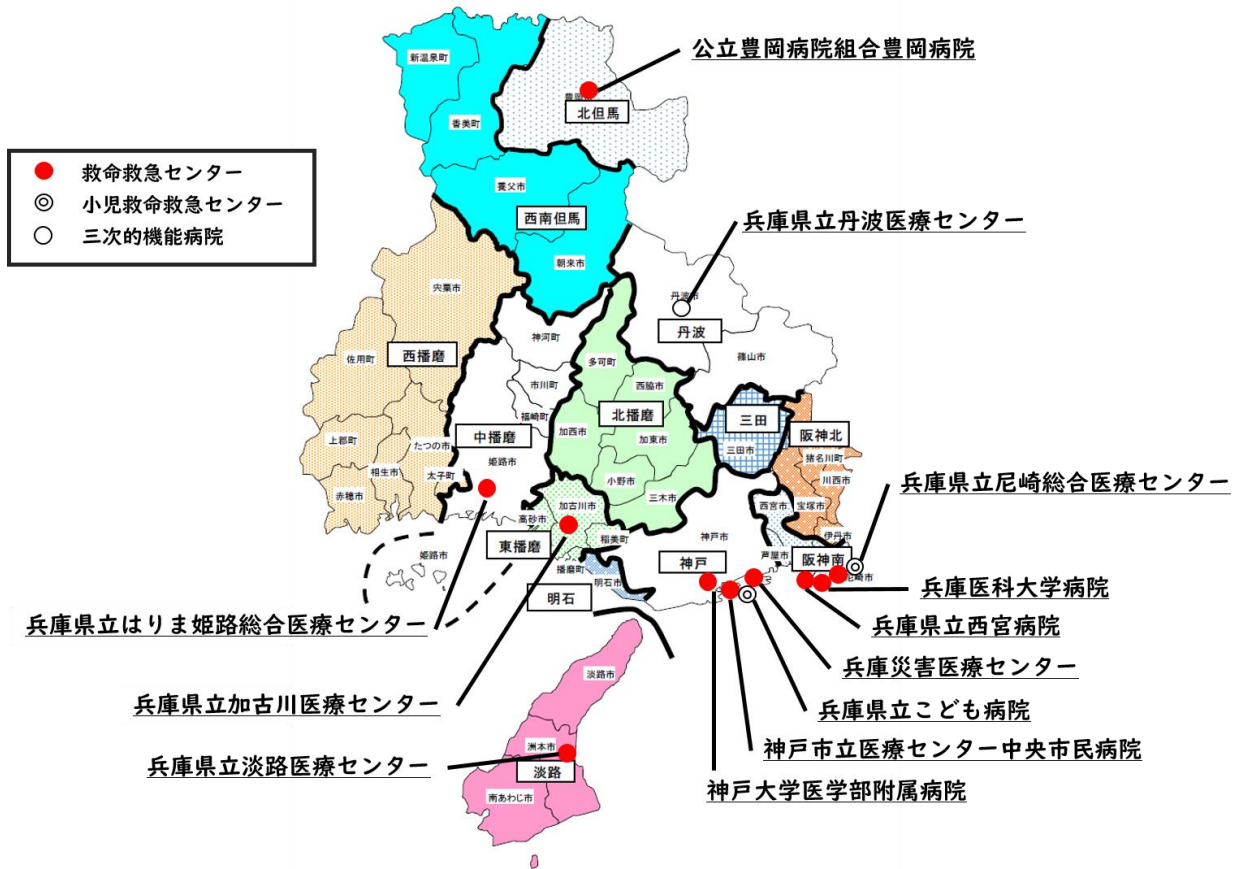 公立豊岡病院組合豊岡病院
新温泉町
豊岡
北但馬
香美町
救命救急センター
小児救命救急センター
三次的機能病院
養父市
西南但馬
兵庫県立丹波医療センター
朝来市
宍粟市
丹波市
丹波
神河町
佐用町
西播磨
多可町
篠山市
市川町
西脇市
福崎町
北播磨
三田
阪神北
上郡町
たつの市
中播磨
加西市
加東市
三田市
猪名川町
姫路市
相生市
太子町
小野市
川西市
兵庫県立尼崎総合医療センター
赤穂市
三木市
加古川市
西宮市
宝塚市
高砂市
伊丹市
東播磨
稲美町
神戸市
芦屋市
阪神南
姫路市
播磨町
明石市
神戸
尼崎市
兵庫医科大学病院
明石
兵庫県立はりま姫路総合医療センター
兵庫県立西宮病院
兵庫災害医療センター
淡路市
兵庫県立加古川医療センター
兵庫県立こども病院
洲本市
神戸市立医療センター中央市民病院
兵庫県立淡路医療センター
淡路
神戸大学医学部附属病院
南あわじ市